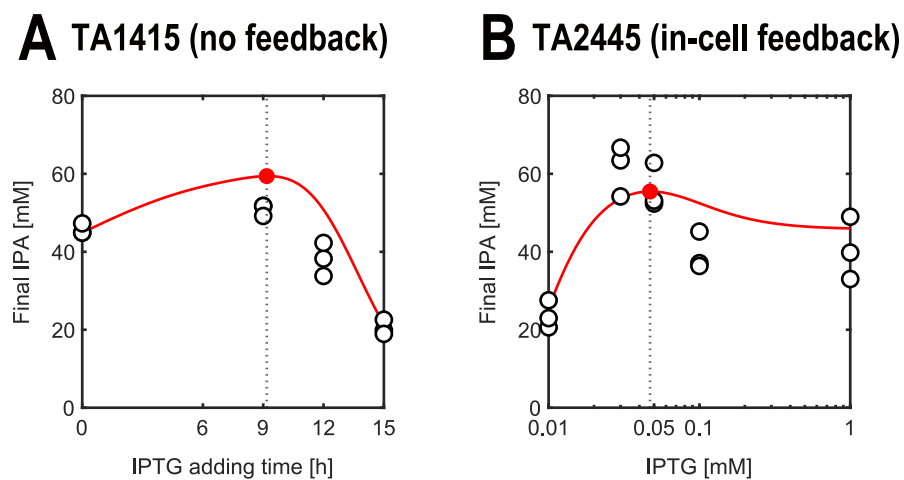 A TA1415 (no feedback)
80
60
40
20
0
Final IPA [mM]
0 6 9 12 15
IPTG adding time [h]
B TA2445 (in-cell feedback)
80
60
40
20
0
Final IPA [mM]
0.01 0.05 0.1 1
IPTG [mM]